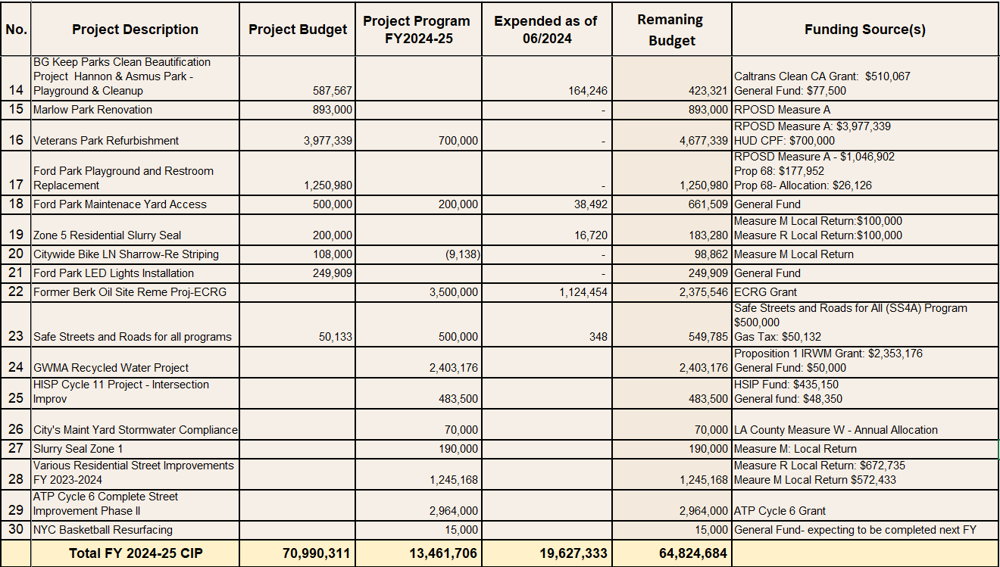 No. Project Description Project Budget Project Program FY2024-25 Expended as of 06/2024 Remaning Budget Funding Source(s)
14 BG Keep Parks Clean Beautification Project Hannon & Asmus Park - Playground & Cleanup 587,567 164,246 423,321 Caltrans Clean CA Grant: $510,067 General Fund: $77,500
15 Marlow Park Renovation 893,000 - 893,000 RPOSD Measure A
16 Veterans Park Refurbishment 3,977,339 700,000 - 4,677,339 RPOSD Measure A: $3,977,339 HUD CPF: $700,000
17 Ford Park Playground and Restroom Replacement 1,250,980 - 1,250,980 RPOSD Measure A - $1,046,902 Prop 68: $177,952 Prop 68- Allocation: $26,126
18 Ford Park Maintenace Yard Access 500,000 200,000 38,492 661,509 General Fund
19 Zone 5 Residential Slurry Seal 200,000 16,720 183,280 Measure M Local Return:$100,000 Measure R Local Return:$100,000
20 Citywide Bike LN Sharrow-Re Striping 108,000 (9,138) - 98,862 Measure M Local Return
21 Ford Park LED Lights Installation 249,909 - 249,909 General Fund
22 Former Berk Oil Site Reme Proj-ECRG 3,500,000 1,124,454 2,375,546 ECRG Grant
23 Safe Streets and Roads for all programs 50,133 500,000 348 549,785 Safe Streets and Roads for All (SS4A) Program $500,000 Gas Tax: $50,132
24 GWMA Recycled Water Project 2,403,176 2,403,176 Proposition 1 IRWM Grant: $2,353,176 General Fund: $50,000
25 HISP Cycle 11 Project - Intersection Improv 483,500 483,500 HSIP Fund: $435,150 General fund: $48,350
26 City's Maint Yard Stormwater Compliance 70,000 70,000 LA County Measure W - Annual Allocation
27 Slurry Seal Zone 1 190,000 190,000 Measure M: Local Return
28 Various Residential Street Improvements FY 2023-2024 1,245,168 1,245,168 Measure R Local Return: $672,735 Meaure M Local Return $572,433
29 ATP Cycle 6 Complete Street Improvement Phase II 2,964,000 2,964,000 ATP Cycle 6 Grant
30 NYC Basketball Resurfacing 15,000 15,000 General Fund- expecting to be completed next FY
Total FY 2024-25 CIP 70,990,311 13,461,706 19,627,333 64,824,684